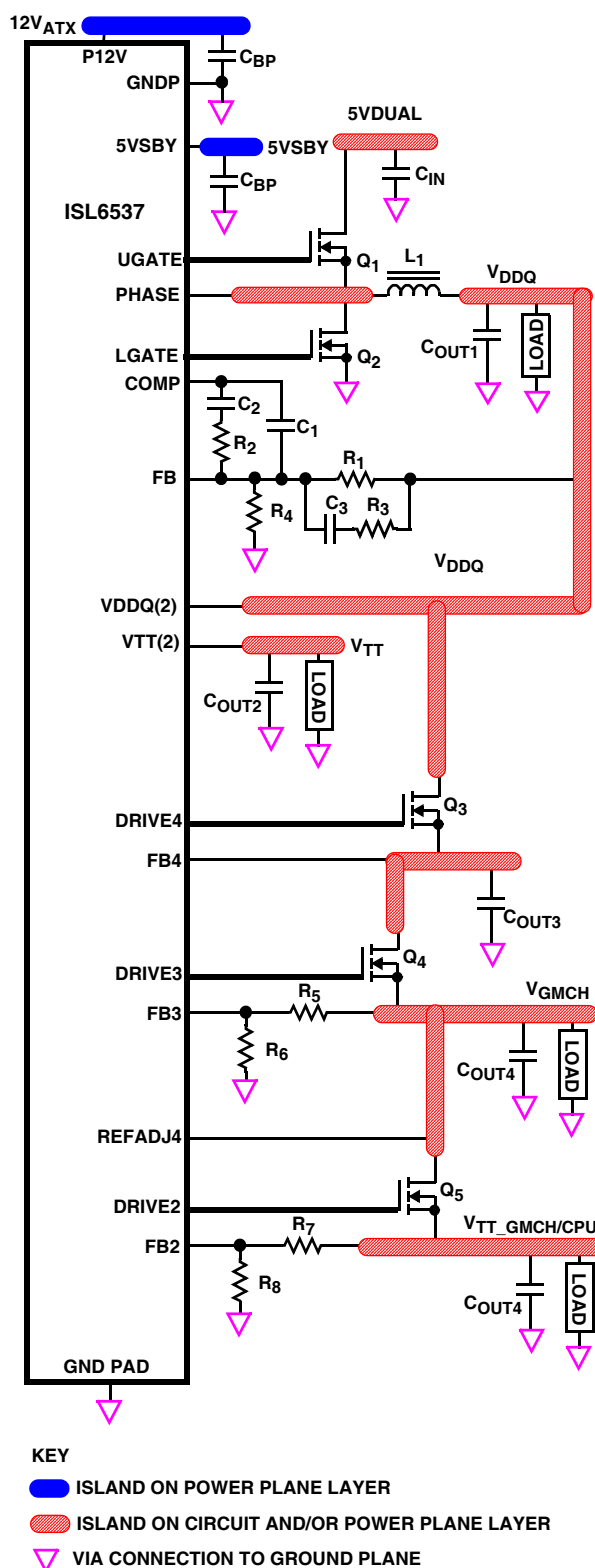 12VATX
P12V
CBP
GNDP
5VDUAL
5VSBY
5VSBY
CIN
CBP
ISL6537
UGATE
Q1
L1
VDDQ
PHASE
COUT1
LOAD
LGATE
Q2
COMP
C2
C1
R2
R1
FB
R4
C3
R3
VDDQ
VDDQ(2)
VTT(2)
VTT
COUT2
LOAD
Q3
DRIVE4
FB4
COUT3
Q4
DRIVE3
R5
VGMCH
FB3
R6
COUT4
LOAD
REFADJ4
Q5
DRIVE2
R7
VTT_GMCH/CPU
FB2
R8
COUT4
LOAD
GND PAD
KEY
ISLAND ON POWER PLANE LAYER
ISLAND ON CIRCUIT AND/OR POWER PLANE LAYER
VIA CONNECTION TO GROUND PLANE